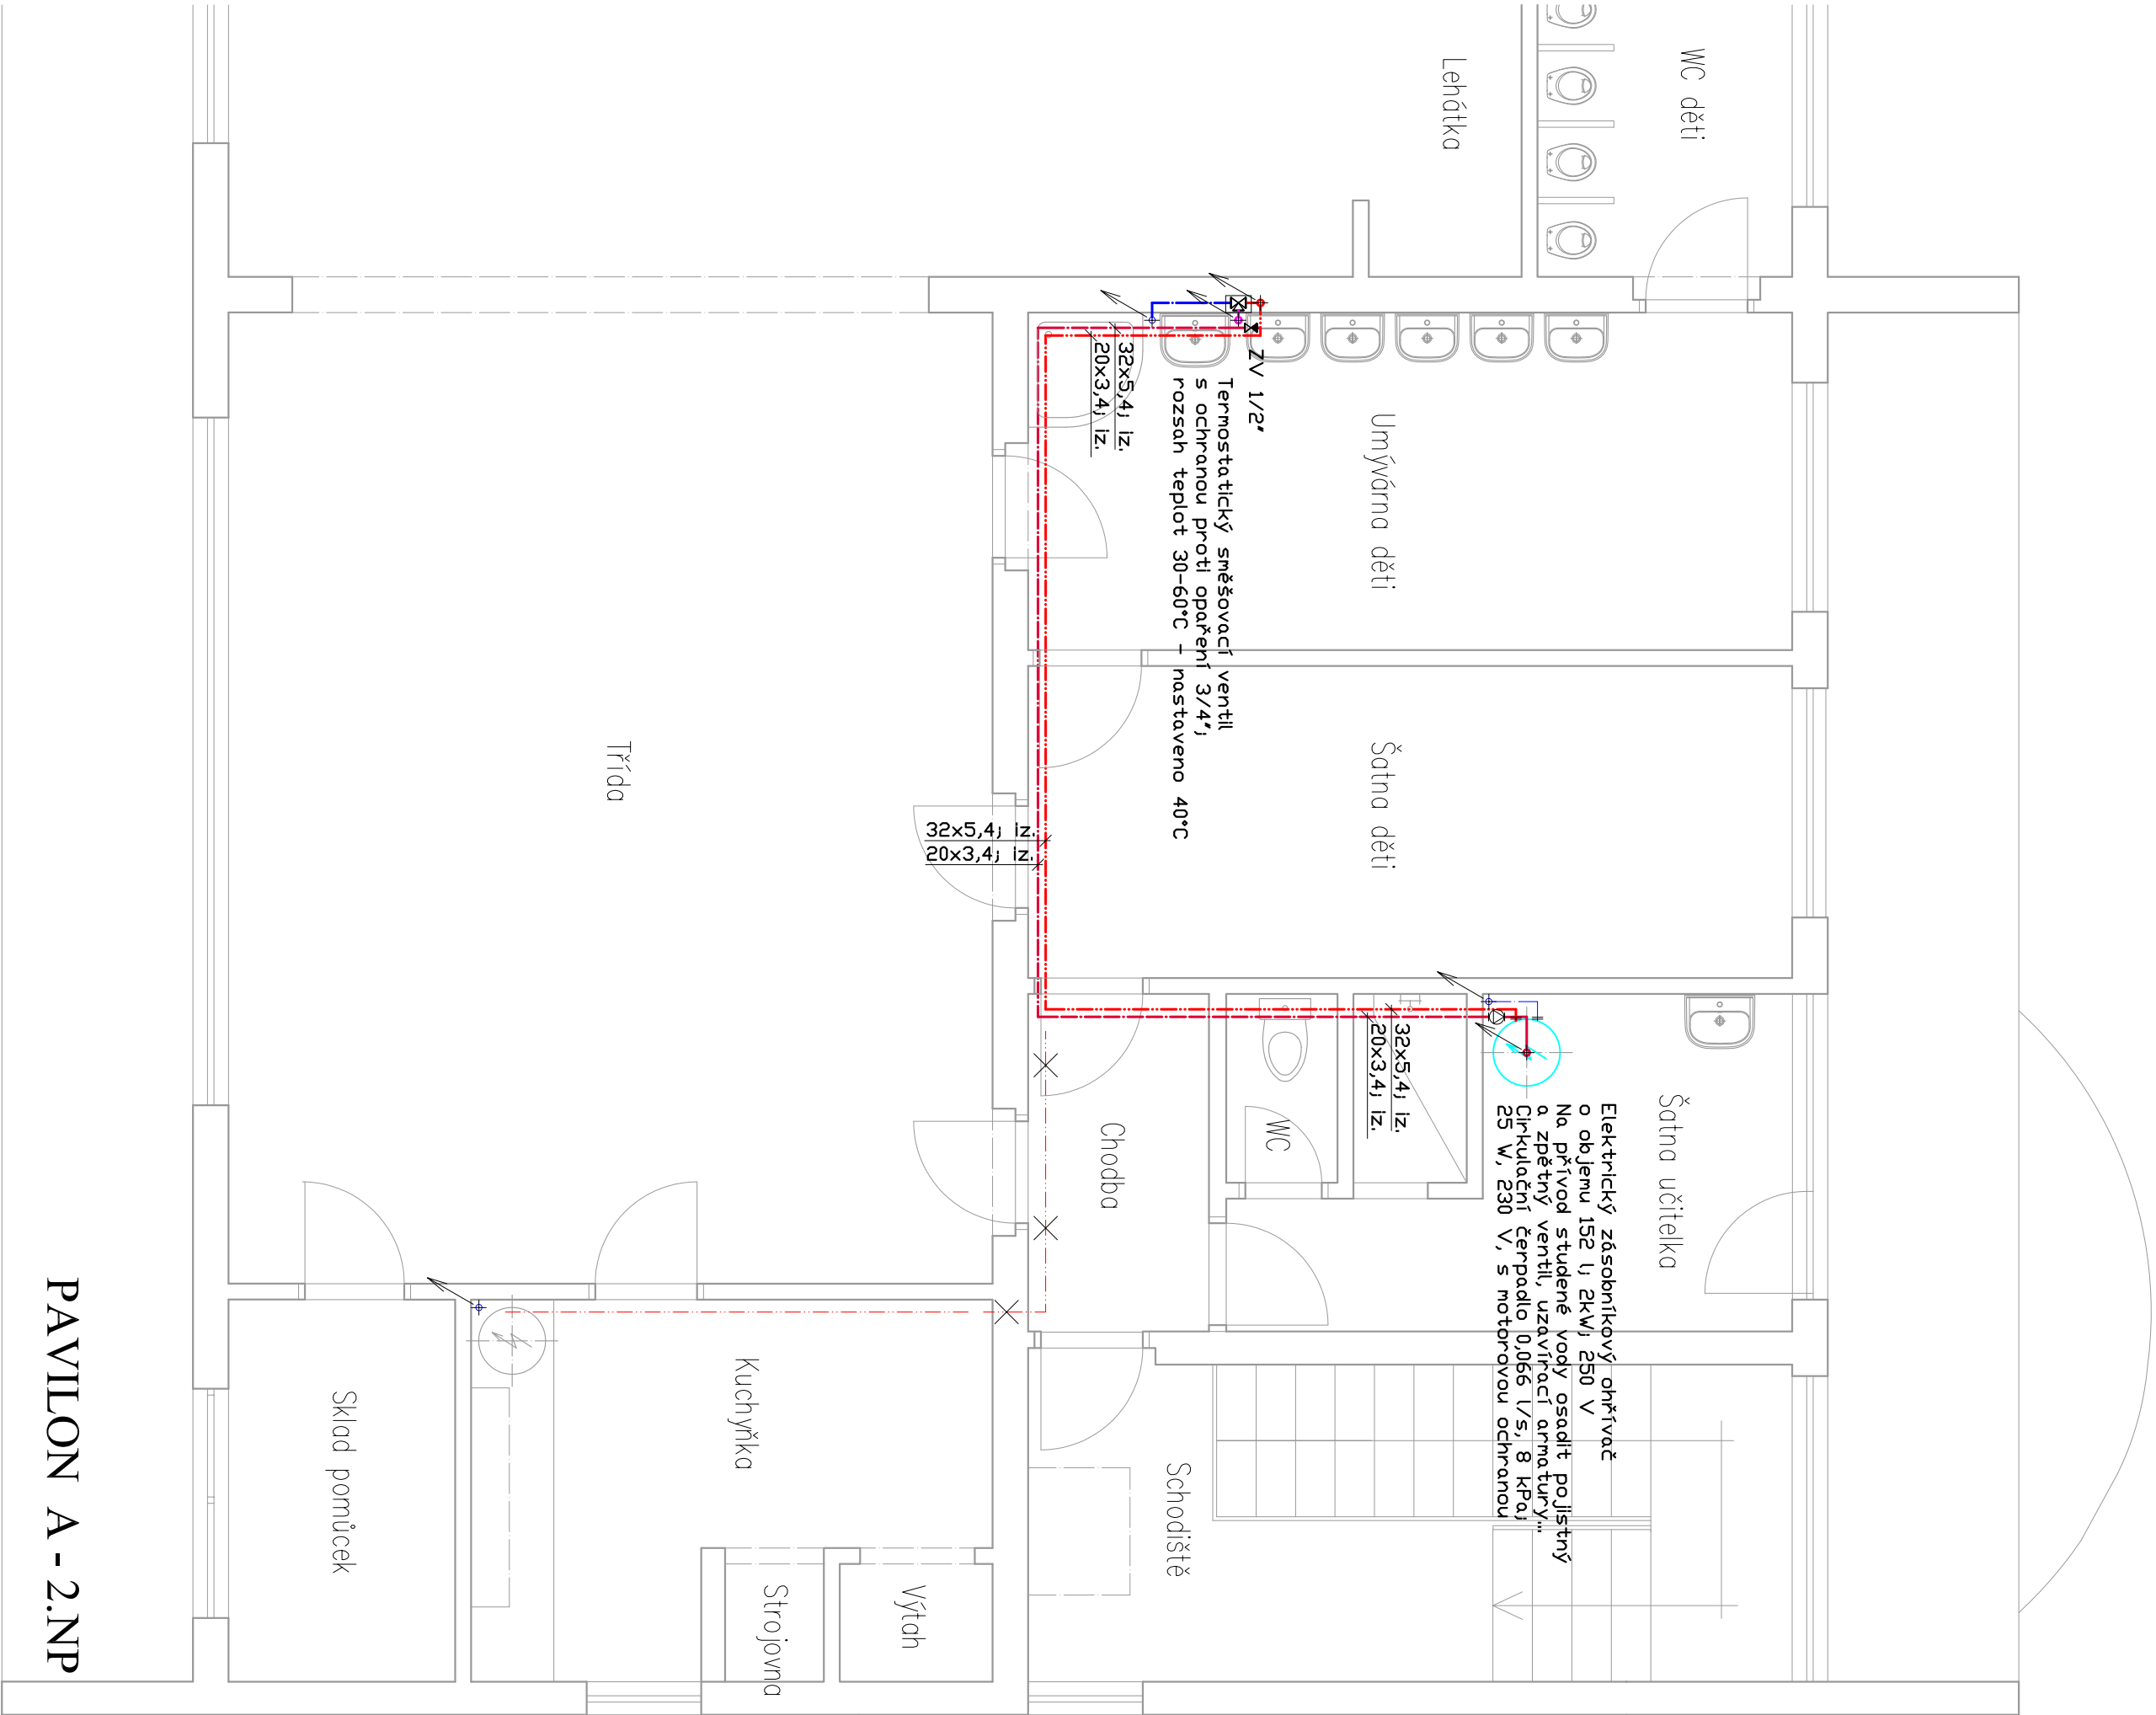 WC děti
Lehátka
ZV 1/2"
Termostatický směšovací ventil
s ochranou proti opaření 3/4";
rozsah teplot 30-60°C - nastaveno 40°C
32x5,4; iz.
20x3,4; iz.
Umývárna děti
Šatna děti
Třída
32x5,4; iz.
20x3,4; iz.
32x5,4; iz.
20x3,4; iz.
Šatna učitelka
Elektrický zásobníkový ohřívač
o objemu 152 l; 2kW; 250 V
Na přívod studené vody osadit pojistný
a zpětný ventil, uzavírací armatury...
Cirkulační čerpadlo 0,066 l/s, 8 kPa;
25 W, 230 V, s motorovou ochranou
WC
Chodba
Schodiště
Kuchyňka
Sklad pomůcek
Výtah
Strojovna
PAVILON A - 2.NP